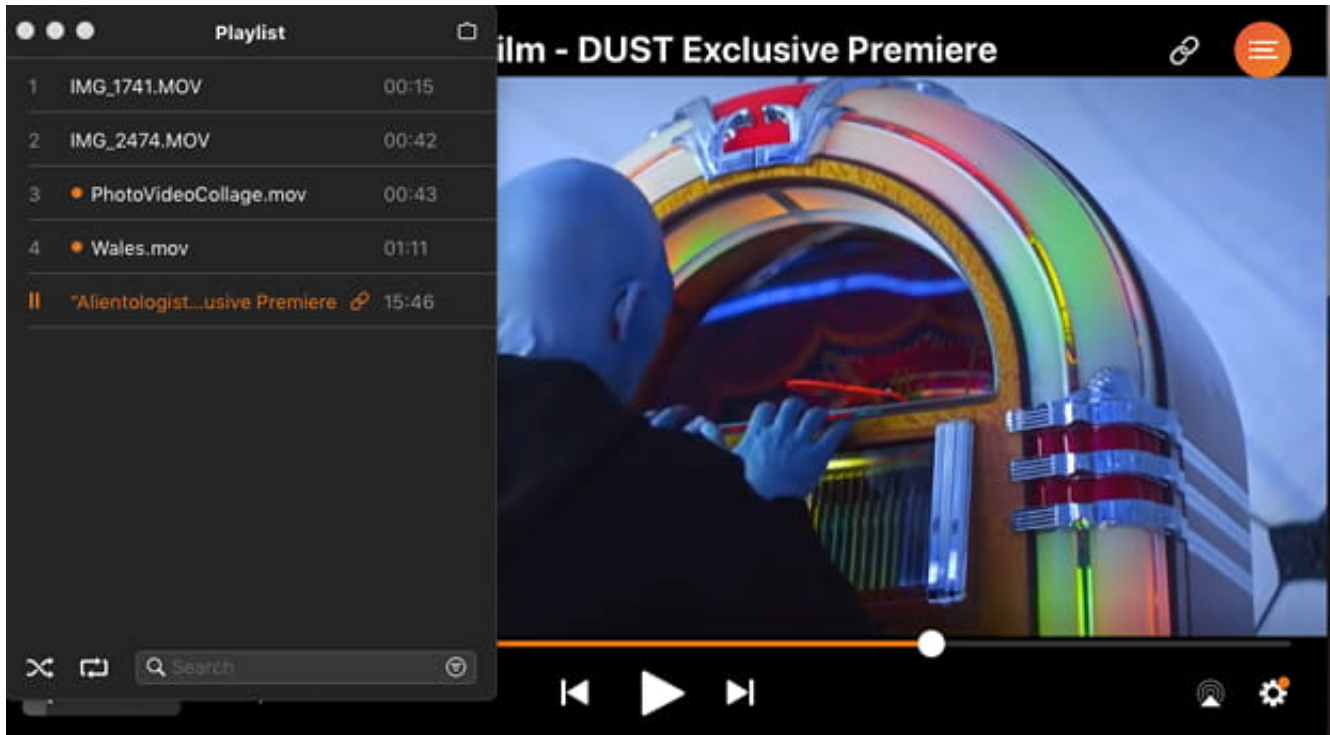 Playlist
ilm - DUST Exclusive Premiere
1 IMG_1741.MOV 00:15
2 IMG_2474.MOV 00:42
3 PhotoVideoCollage.mov 00:43
4 Wales.mov 01:11
"Alientologist...usive Premiere 15:46
Search